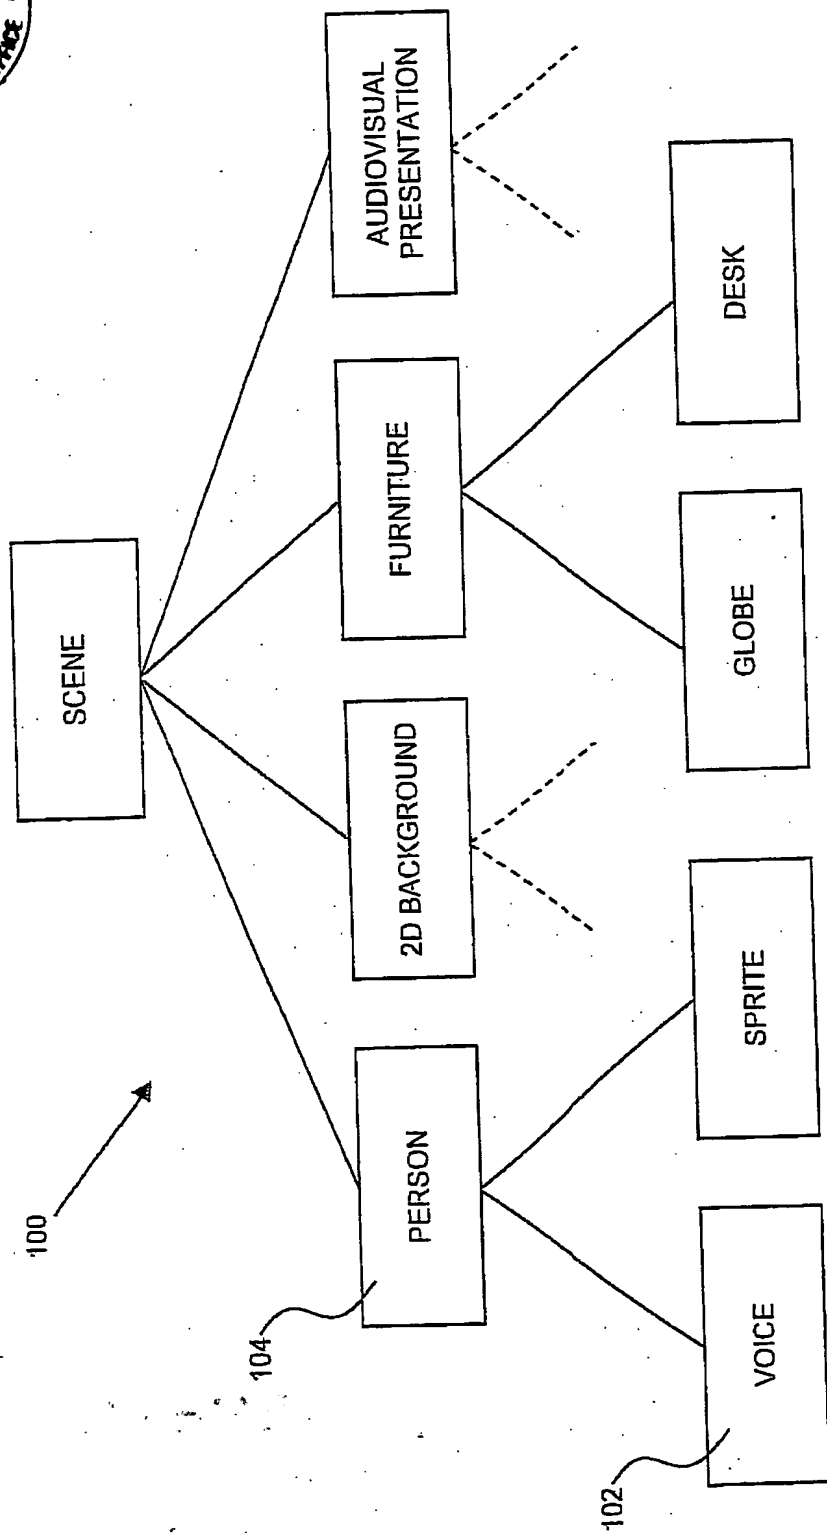 SCENE
100
104
PERSON
2D BACKGROUND
FURNITURE
AUDIOVISUAL
PRESENTATION
102
VOICE
SPRITE
GLOBE
DESK